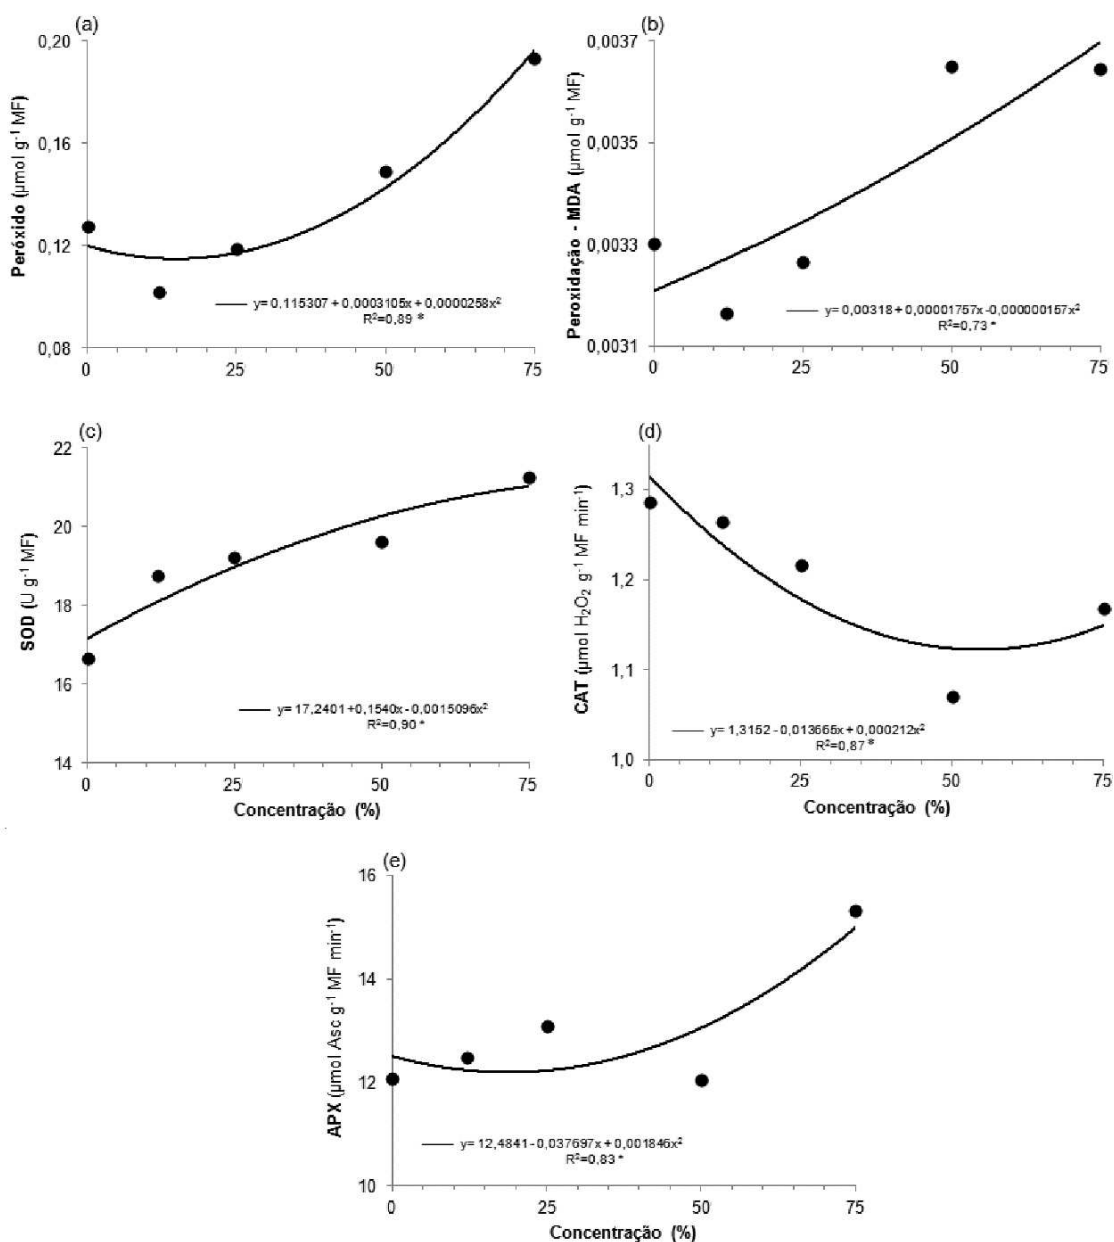 (a)
0,20
0,16
0,12
0,08
Peróxido (µmol g⁻¹ MF)
y= 0,115307 + 0,0003105x + 0,0000258x²
R²=0,89 *
0 25 50 75
(b)
0,0037
0,0035
0,0033
0,0031
Peroxidação - MDA (µmol g⁻¹ MF)
y= 0,00318 + 0,00001757x - 0,000000157x²
R²=0,73 *
0 25 50 75
(c)
22
20
18
16
14
SOD (U g⁻¹ MF)
y= 17,2401 + 0,1540x - 0,0015096x²
R²=0,90 *
0 25 50 75
Concentração (%)
(d)
1,3
1,2
1,1
1,0
CAT (µmol H₂O₂ g⁻¹ MF min⁻¹)
y= 1,3152 - 0,013665x + 0,000212x²
R²=0,87 *
0 25 50 75
Concentração (%)
(e)
16
14
12
10
APX (µmol Asc g⁻¹ MF min⁻¹)
y= 12,4841 - 0,037697x + 0,001846x²
R²=0,83 *
0 25 50 75
Concentração (%)